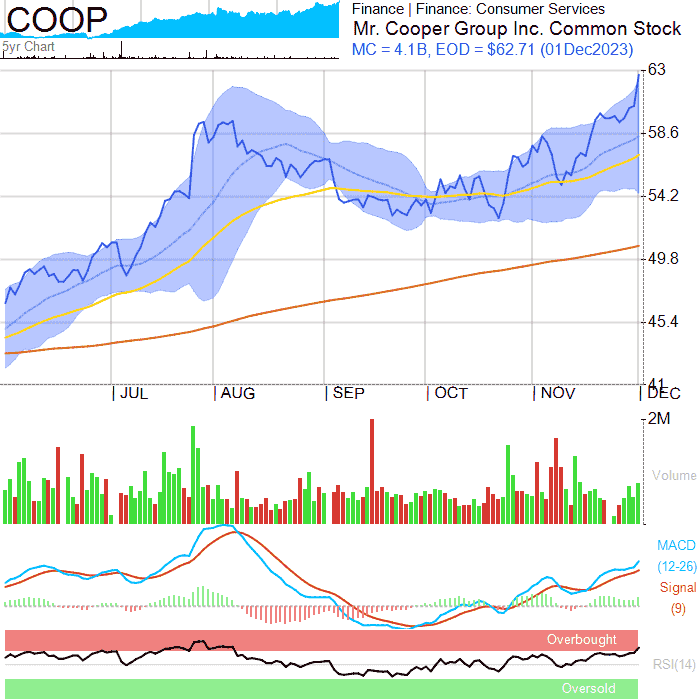 COOP
5yr Chart
Finance | Finance: Consumer Services
Mr. Cooper Group Inc. Common Stock
MC = 4.1B, EOD = $62.71 (01Dec2023)
63
58.6
54.2
49.8
45.4
41
JUL
AUG
SEP
OCT
NOV
DEC
2M
Volume
MACD
(12-26)
Signal
(9)
Overbought
RSI(14)
Oversold